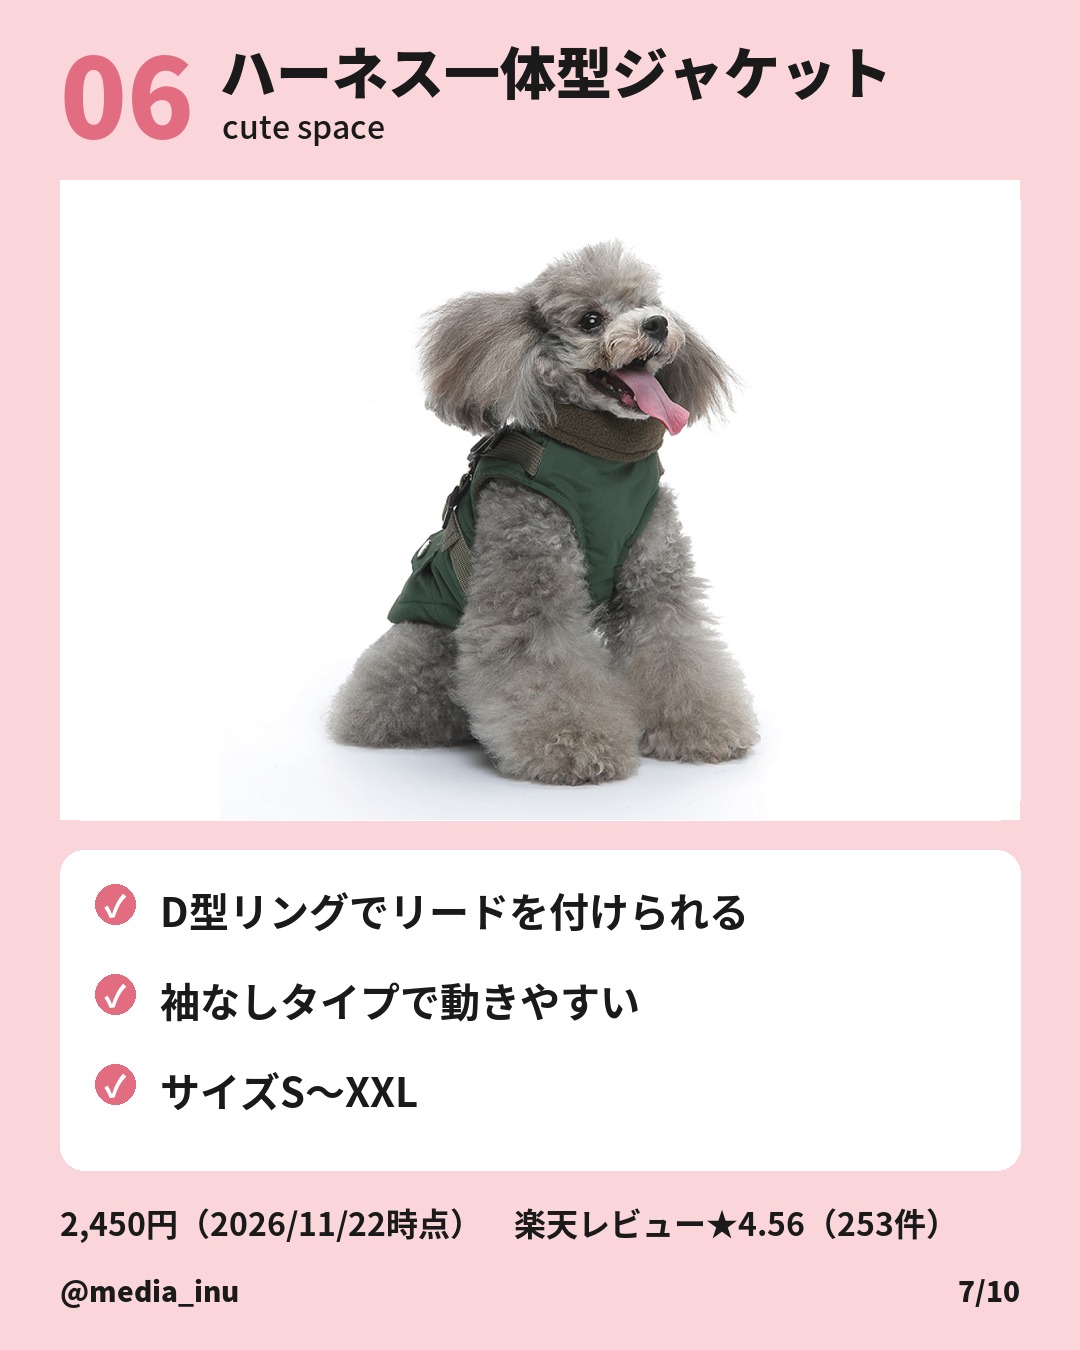 06
ハーネス一体型ジャケット
cute space
D型リングでリードを付けられる
袖なしタイプで動きやすい
サイズS〜XXL
2,450円（2026/11/22時点）　楽天レビュー★4.56（253件）
@media_inu
7/10